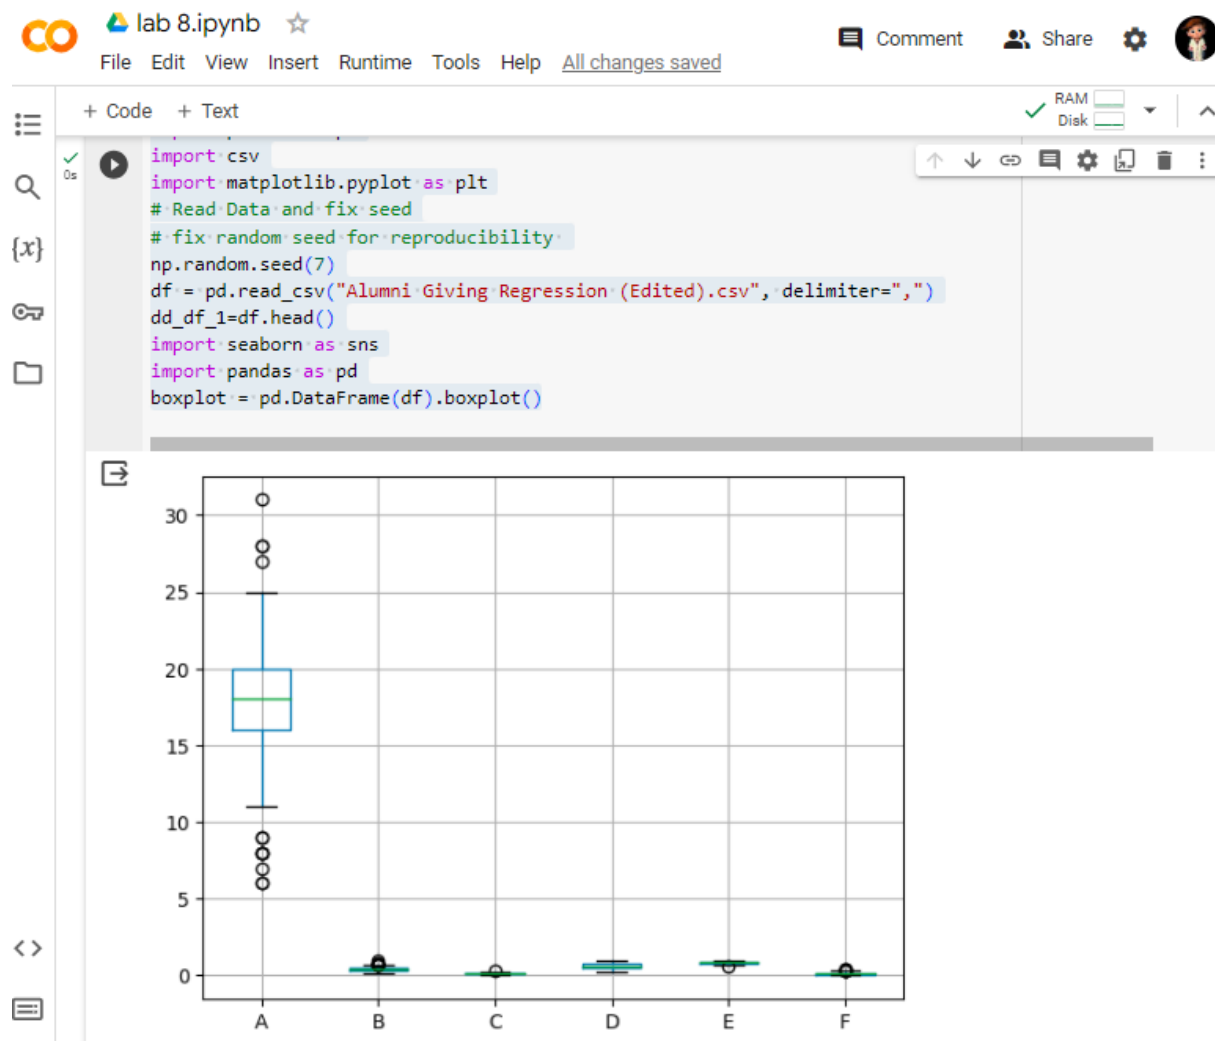 lab 8.ipynb
Comment
Share
File Edit View Insert Runtime Tools Help All changes saved
+ Code + Text
RAM
Disk
0s
import csv
import matplotlib.pyplot as plt
# Read Data and fix seed
# fix random seed for reproducibility
np.random.seed(7)
df = pd.read_csv("Alumni Giving Regression (Edited).csv", delimiter=",")
dd_df_1=df.head()
import seaborn as sns
import pandas as pd
boxplot = pd.DataFrame(df).boxplot()
{x}
30
25
20
15
10
5
0
A B C D E F